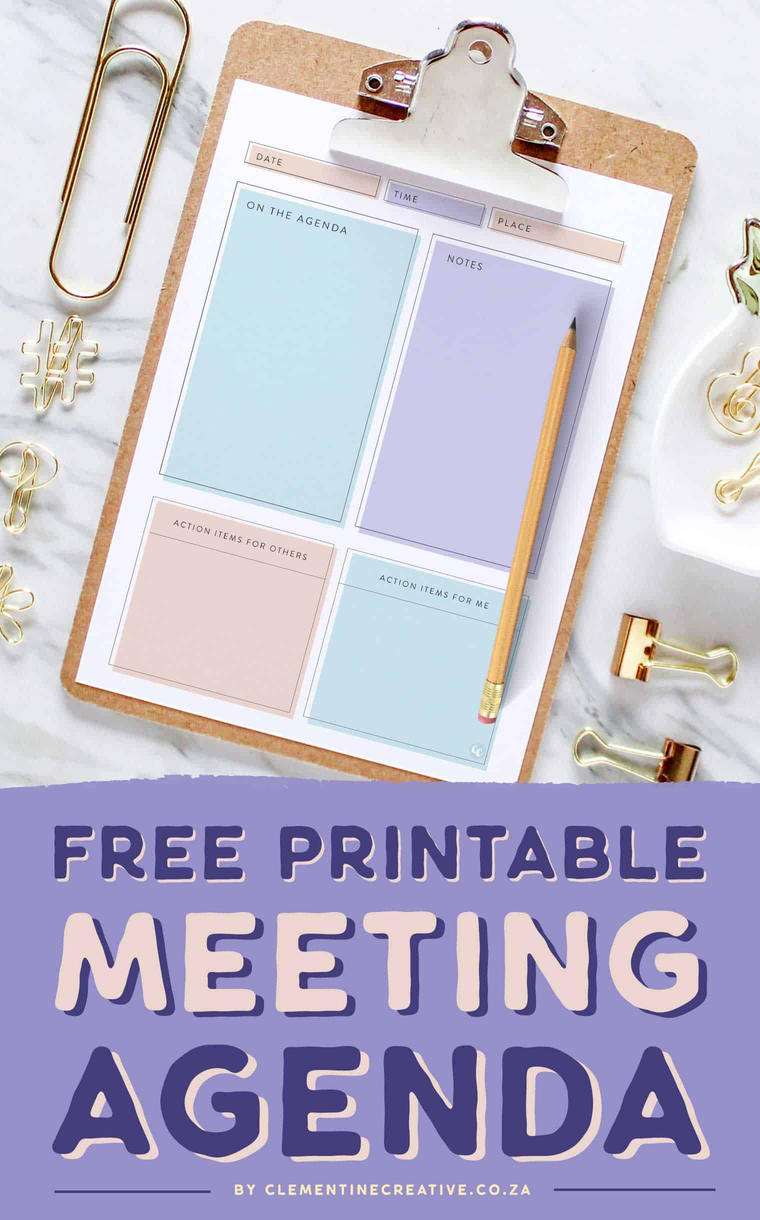 DATE
TIME
PLACE
ON THE AGENDA
NOTES
ACTION ITEMS FOR OTHERS
ACTION ITEMS FOR ME
CC
FREE PRINTABLE
MEETING
AGENDA
BY CLEMENTINECREATIVE.CO.ZA